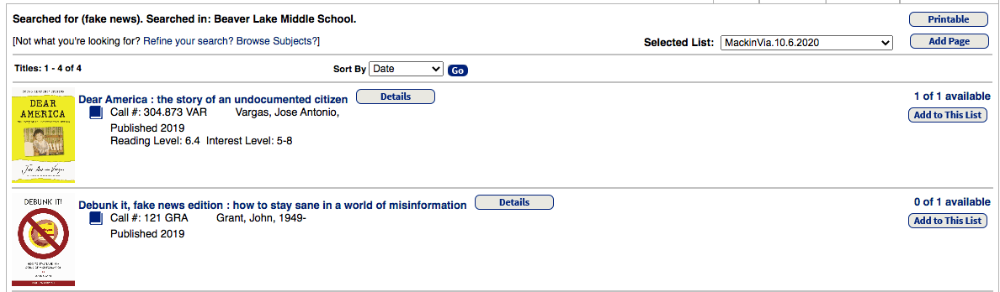 Searched for (fake news). Searched in: Beaver Lake Middle School.
Printable
[Not what you're looking for? Refine your search? Browse Subjects?]
Selected List: MackinVia.10.6.2020
Add Page
Titles: 1 - 4 of 4
Sort By Date Go
DEAR
AMERICA
Dear America : the story of an undocumented citizen Details
1 of 1 available
Call #: 304.873 VAR Vargas, Jose Antonio,
Add to This List
Published 2019
Reading Level: 6.4 Interest Level: 5-8
DEBUNK IT!
Debunk it, fake news edition : how to stay sane in a world of misinformation Details
0 of 1 available
Call #: 121 GRA Grant, John, 1949-
Add to This List
Published 2019